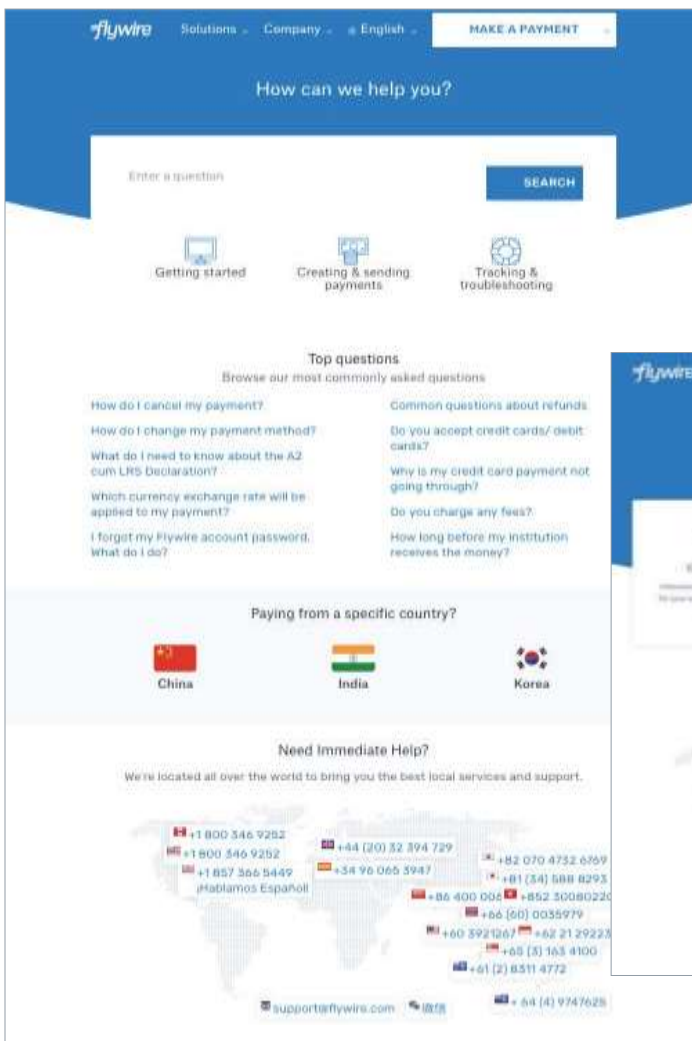 flywire Solutions Company English MAKE A PAYMENT
How can we help you?
Enter a question SEARCH
Getting started
Creating & sending
payments
Tracking &
troubleshooting
Top questions
Browse our most commonly asked questions
How do I cancel my payment?
How do I change my payment method?
What do I need to know about the A2
cum LRS Declaration?
Which currency exchange rate will be
applied to my payment?
I forgot my Flywire account password.
What do I do?
Common questions about refunds
Do you accept credit cards/ debit
cards?
Why is my credit card payment not
going through?
Do you charge any fees?
How long before my institution
receives the money?
flywire
Paying from a specific country?
China India Korea
Need Immediate Help?
We're located all over the world to bring you the best local services and support.
+1 800 346 9252
+1 800 346 9252
+1 857 366 5449
¡Hablamos Español!
+44 (20) 32 394 729
+34 96 065 3947
+82 070 4732 6769
+81 (34) 588 8293
+86 400 006 +852 30080220
+66 (60) 0035979
+60 3921267 +62 21 29223
+65 (3) 163 4100
+61 (2) 8311 4772
+ 64 (4) 9747625
support@flywire.com 微信